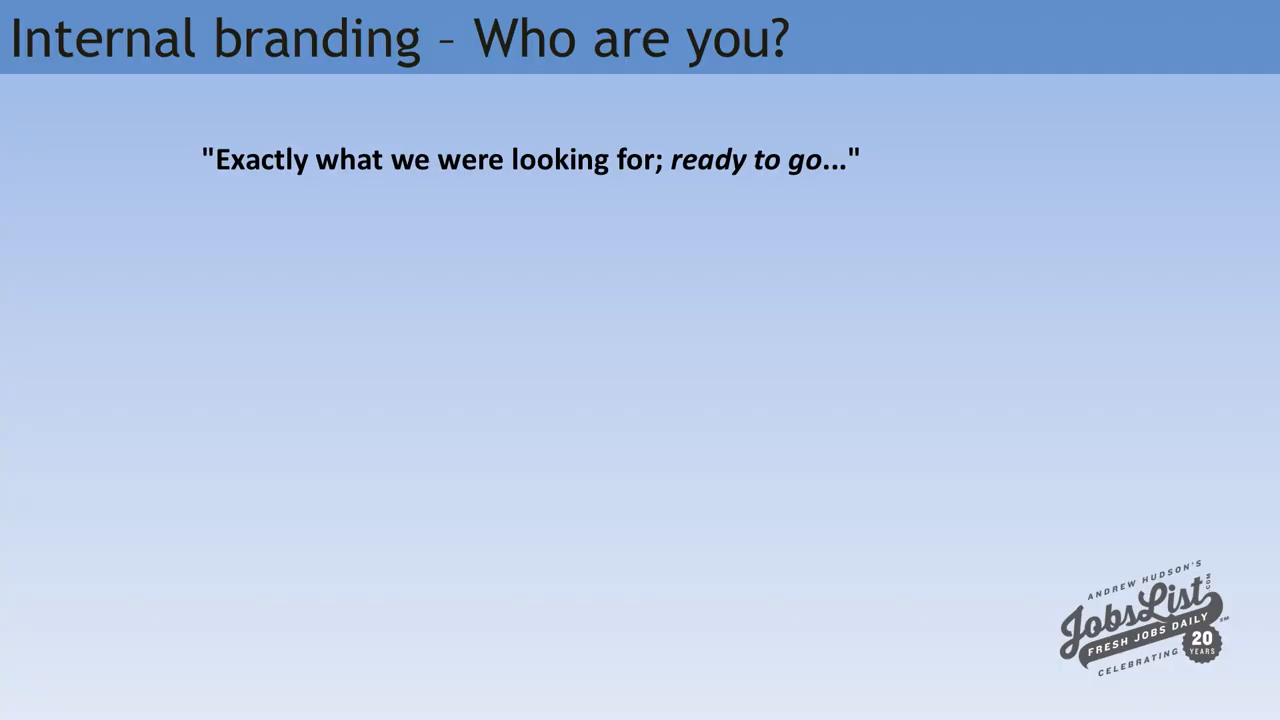 Internal branding – Who are you?
"Exactly what we were looking for; ready to go..."
ANDREW HUDSON'S
JobsList.COM
FRESH JOBS DAILY
CELEBRATING 20 YEARS